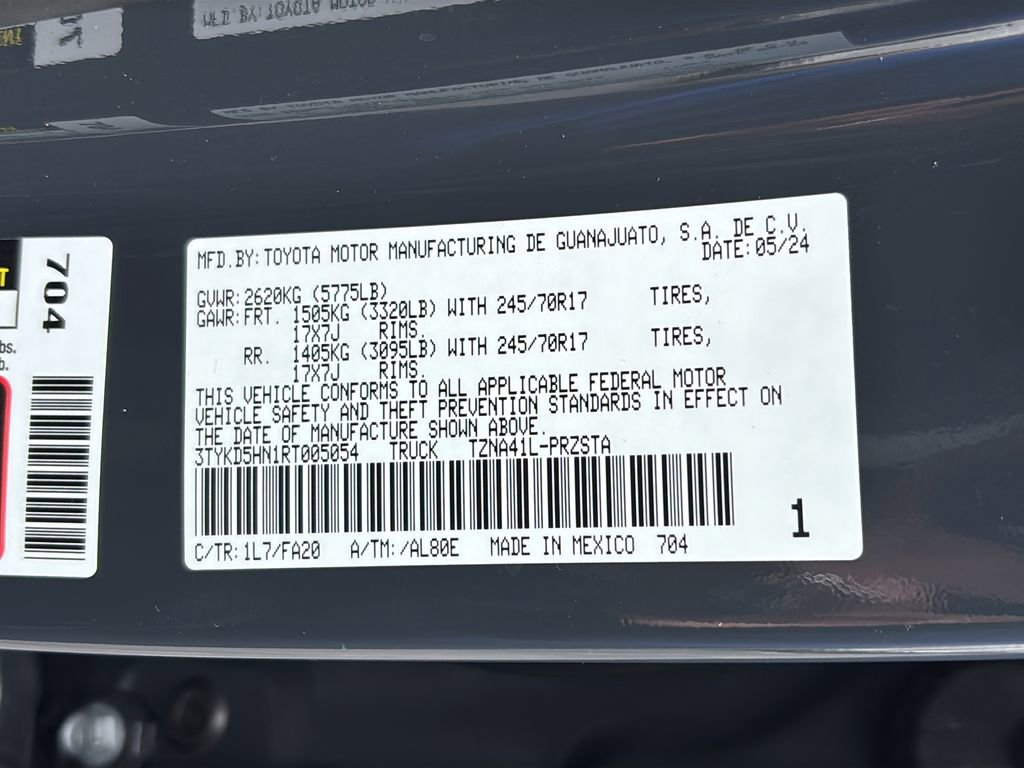 MFD.BY:TOYOTA MOTOR MANUFACTURING DE GUANAJUATO, S.A. DE C.V.
DATE:05/24
GVWR:2620KG (5775LB)
GAWR:FRT. 1505KG (3320LB) WITH 245/70R17 TIRES,
17X7J RIMS.
RR. 1405KG (3095LB) WITH 245/70R17 TIRES,
17X7J RIMS.
THIS VEHICLE CONFORMS TO ALL APPLICABLE FEDERAL MOTOR
VEHICLE SAFETY AND THEFT PREVENTION STANDARDS IN EFFECT ON
THE DATE OF MANUFACTURE SHOWN ABOVE.
3TYKD5HN1RT005054 TRUCK TZNA41L-PRZSTA
1
C/TR:1L7/FA20 A/TM:/AL80E MADE IN MEXICO 704
704
T
bs.
b.